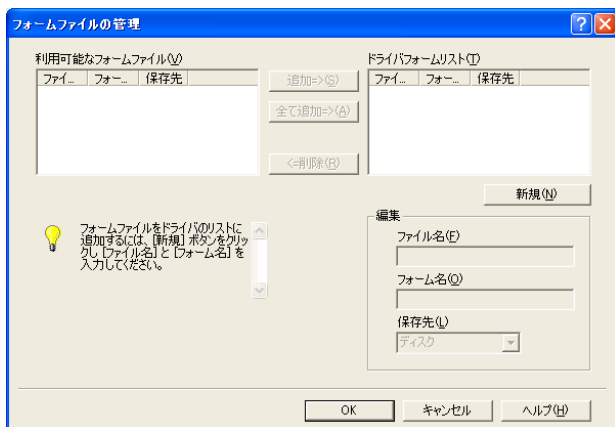 フォームファイルの管理
利用可能なフォームファイル(V)
ファイ... フォー... 保存先
追加=>(S)
全て追加=>(A)
<=削除(R)
ドライバフォームリスト(T)
ファイ... フォー... 保存先
新規(N)
フォームファイルをドライバのリストに
追加するには、[新規] ボタンをクリッ
クし [ファイル名] と [フォーム名] を
入力してください。
編集
ファイル名(F)
フォーム名(O)
保存先(L)
ディスク
OK
キャンセル
ヘルプ(H)